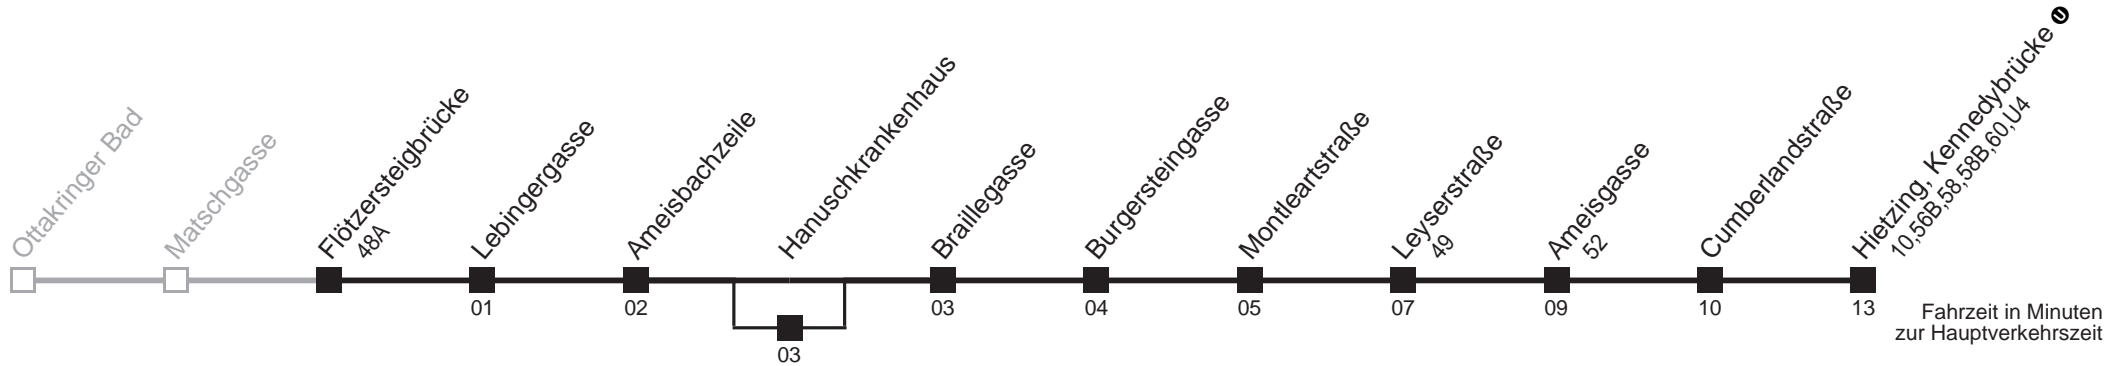 Ottakringer Bad
Matschgasse
Flötzersteigbrücke
48A
Lebingergasse
Ameisbachzeile
Hanuschkrankenhaus
Braillegasse
Burgersteingasse
Montleartstraße
Leyserstraße
49
Ameisgasse
52
Cumberlandstraße
Hietzing, Kennedybrücke U
10,56B,58,58B,60,U4
01
02
03
03
04
05
07
09
10
13
Fahrzeit in Minuten
zur Hauptverkehrszeit